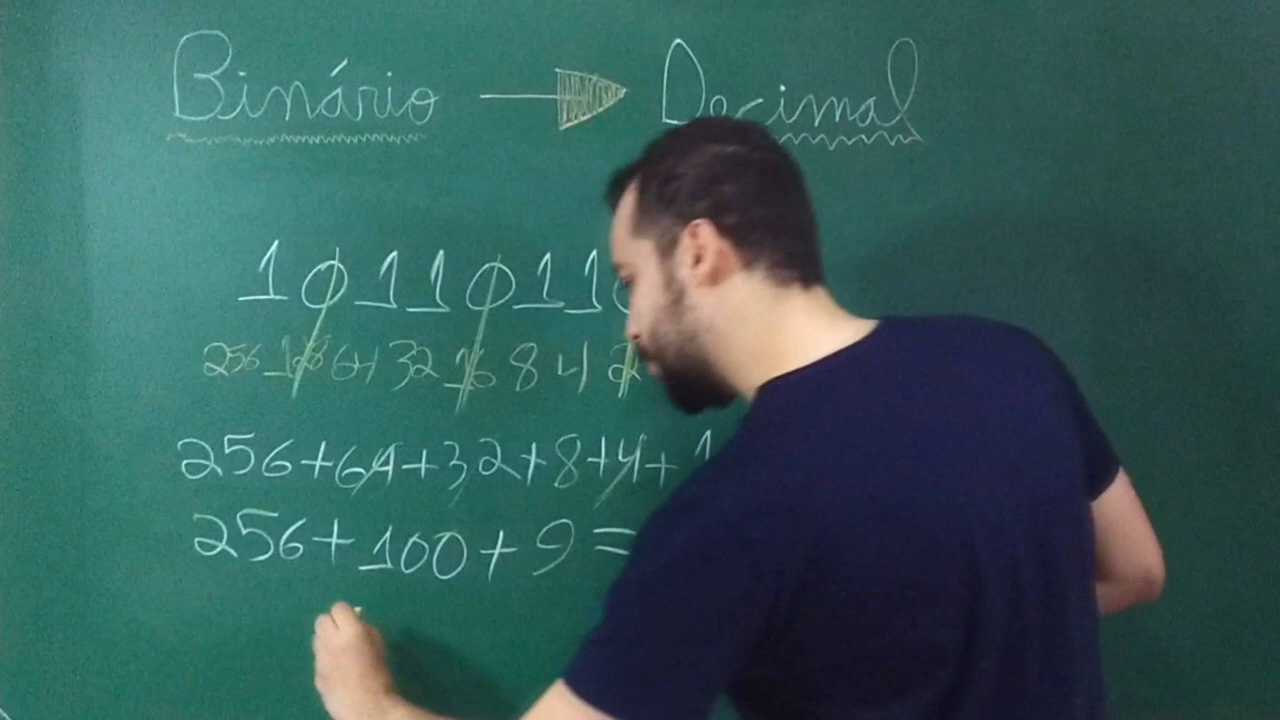 Binário → Decimal
1 0 1 1 0 1 1 0
256 128 64 32 16 8 4 2
256+64+32+8+4+1
256+100+9=